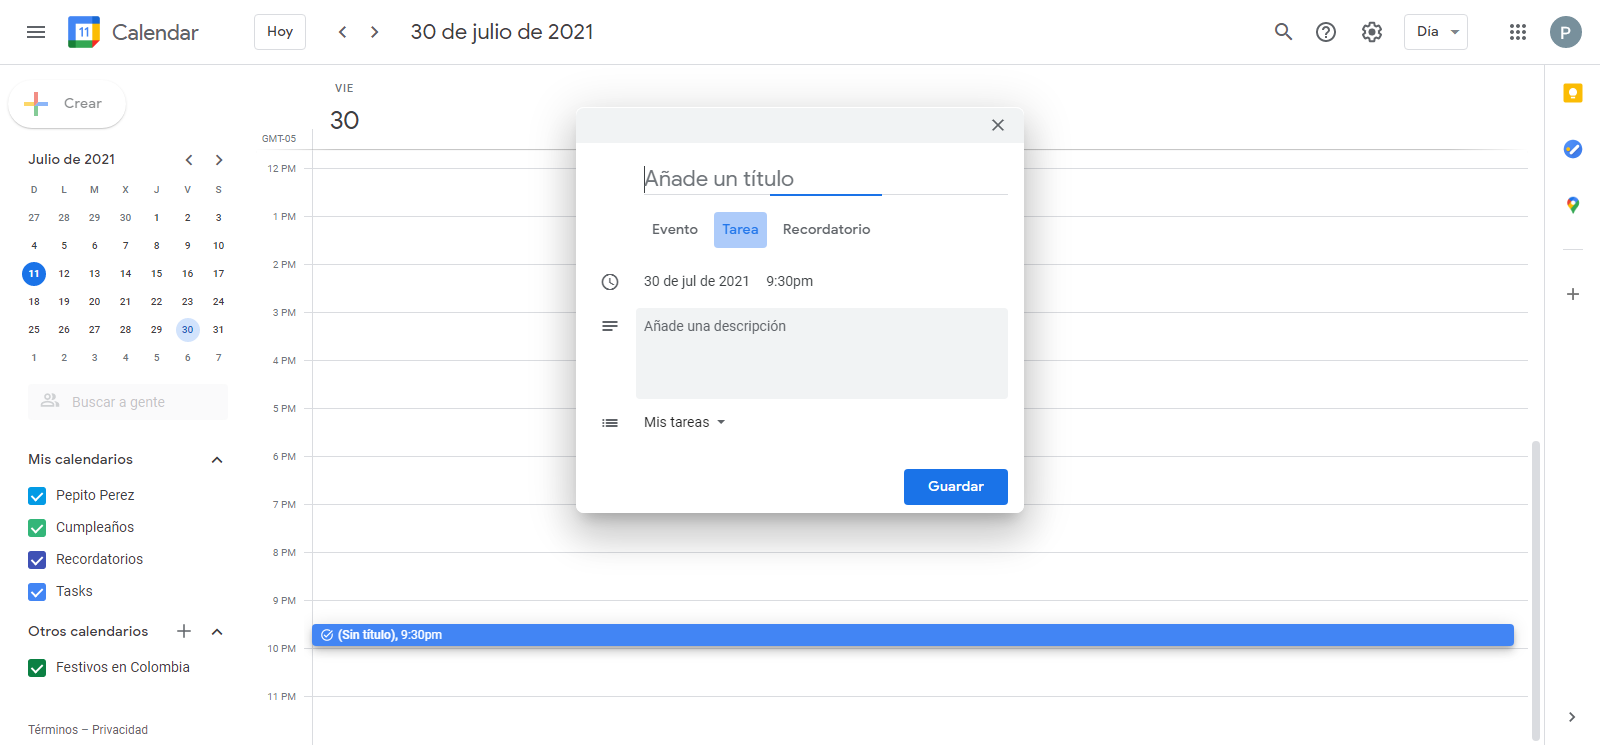 11 Calendar Hoy 30 de julio de 2021 Día P
Crear
Julio de 2021
D L M X J V S
27 28 29 30 1 2 3
4 5 6 7 8 9 10
11 12 13 14 15 16 17
18 19 20 21 22 23 24
25 26 27 28 29 30 31
1 2 3 4 5 6 7
Buscar a gente
Mis calendarios
Pepito Perez
Cumpleaños
Recordatorios
Tasks
Otros calendarios
Festivos en Colombia
Términos – Privacidad
VIE
30
GMT-05
12 PM
1 PM
2 PM
3 PM
4 PM
5 PM
6 PM
7 PM
8 PM
9 PM
(Sin título), 9:30pm
10 PM
11 PM
Añade un título
Evento Tarea Recordatorio
30 de jul de 2021 9:30pm
Añade una descripción
Mis tareas
Guardar